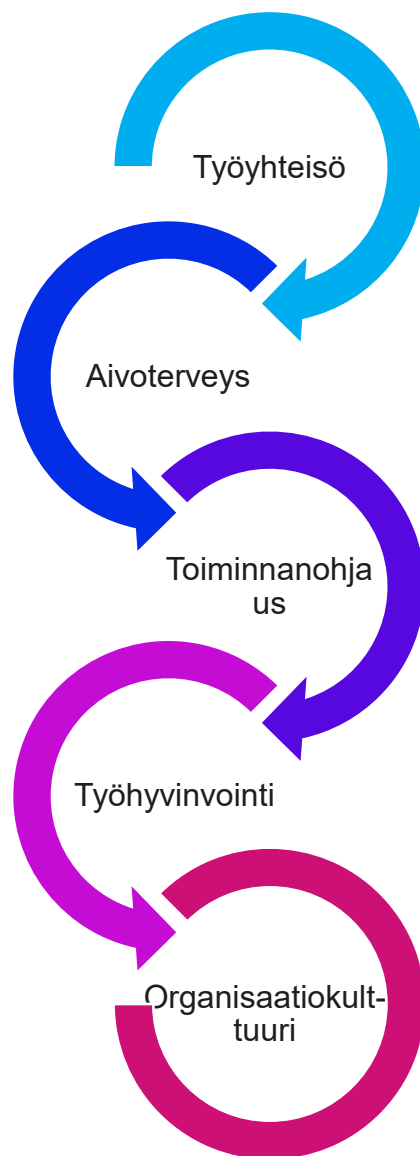 Työyhteisö
Aivoterveys
Toiminnanohja
us
Työhyvinvointi
Organisaatiokult-
tuuri